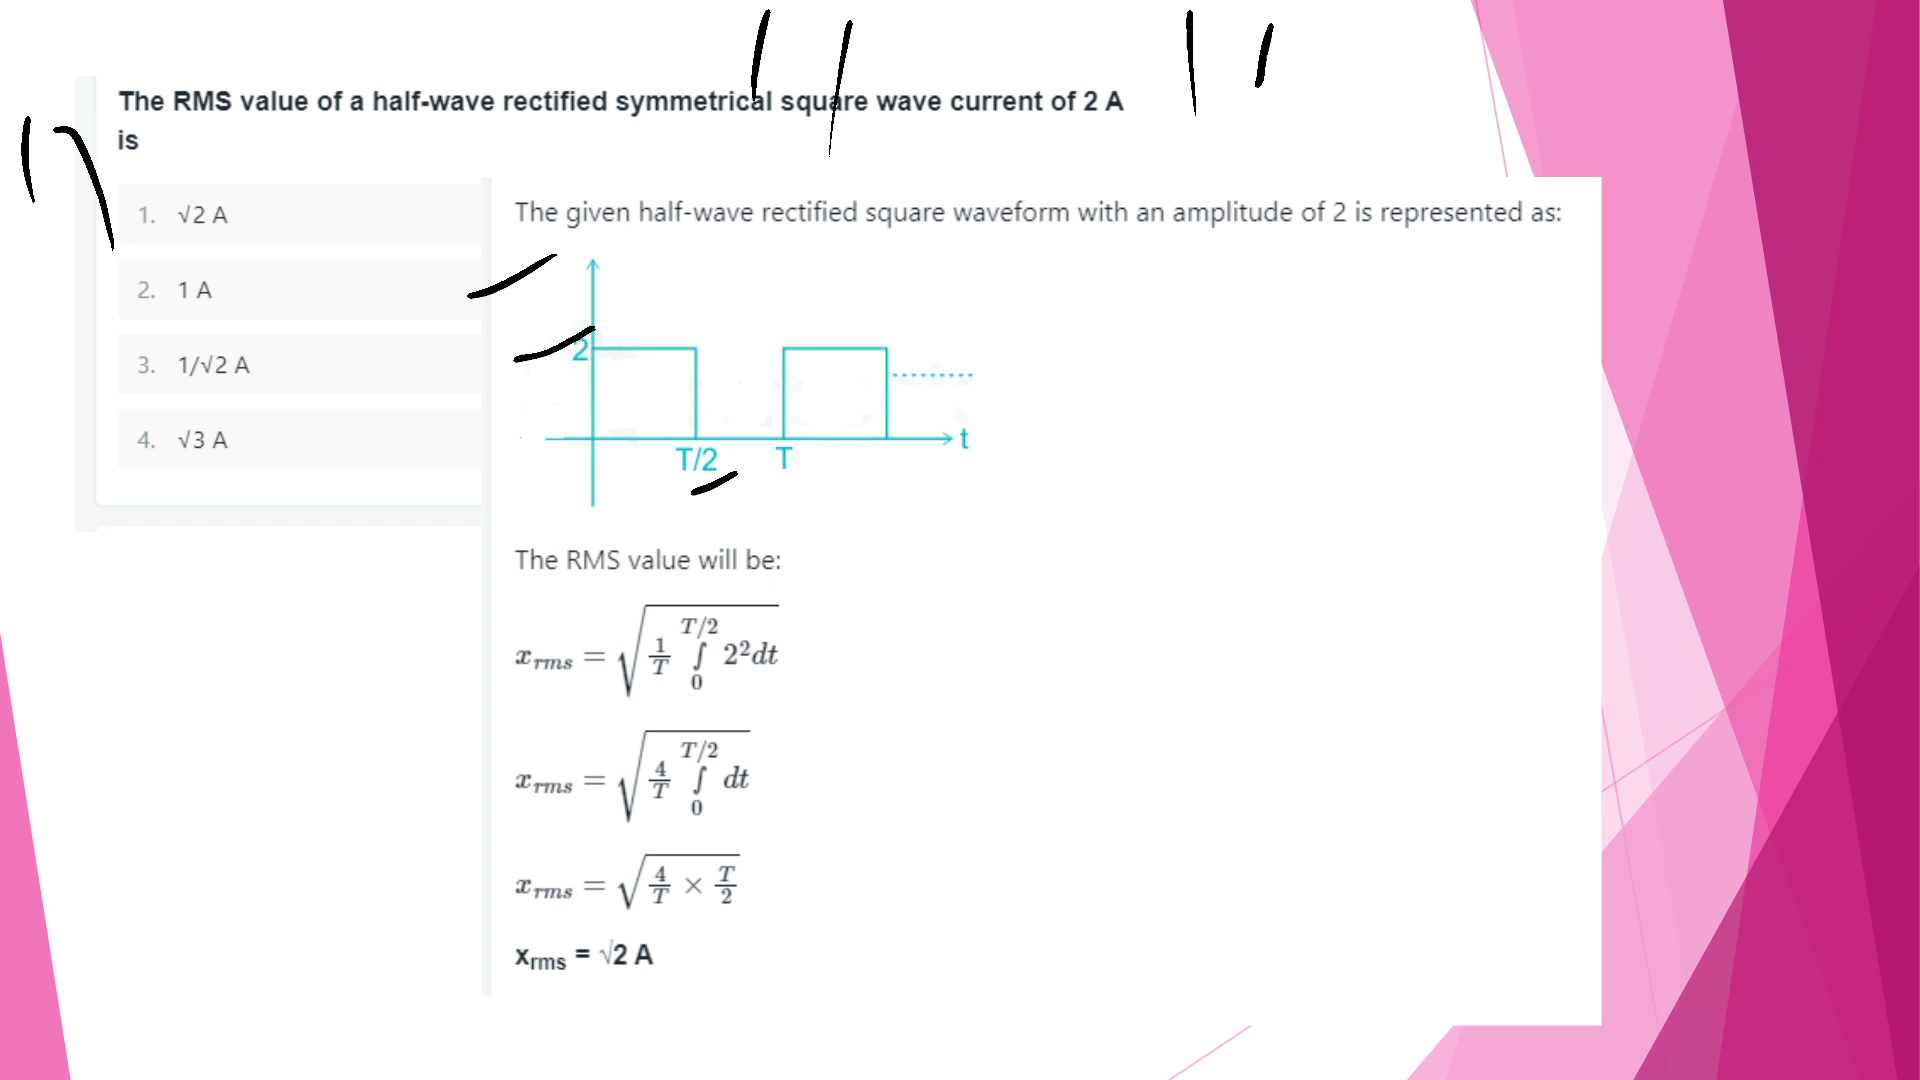 The RMS value of a half-wave rectified symmetrical square wave current of 2 A
is
1. √2 A
2. 1 A
3. 1/√2 A
4. √3 A
The given half-wave rectified square waveform with an amplitude of 2 is represented as:
2
T/2 T t
The RMS value will be:
x_rms = √(1/T ∫_0^{T/2} 2² dt)
x_rms = √(4/T ∫_0^{T/2} dt)
x_rms = √(4/T × T/2)
x_rms = √2 A